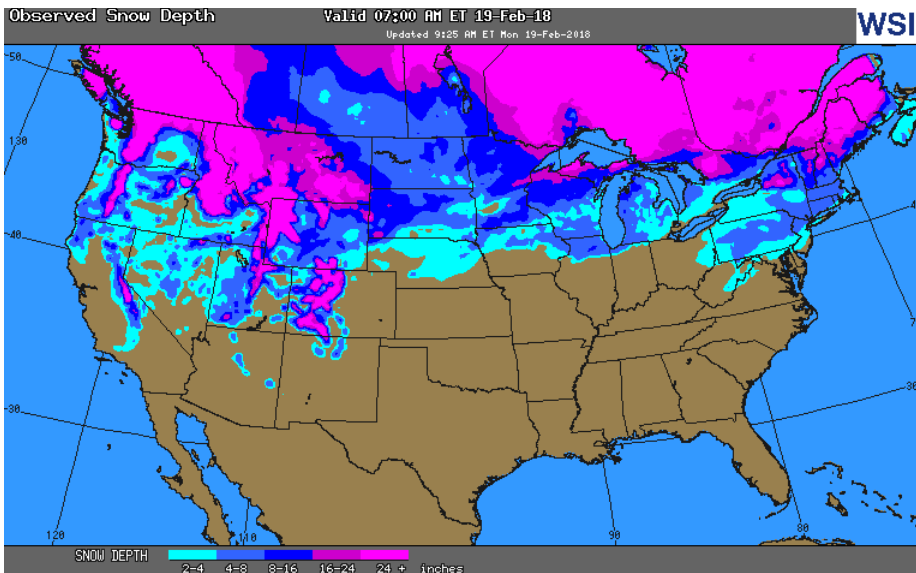 Observed Snow Depth
Valid 07:00 AM ET 19-Feb-18
Updated 9:25 AM ET Mon 19-Feb-2018
WSI
50
130
40
30
120
110
90
80
SNOW DEPTH
2-4 4-8 8-16 16-24 24 + inches